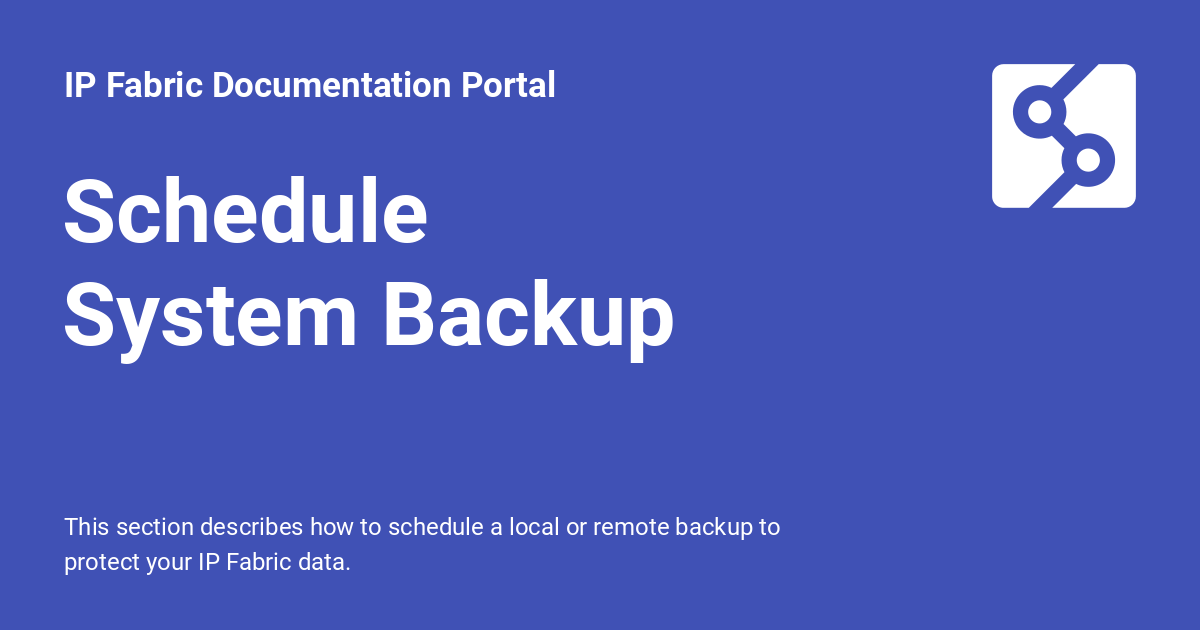 IP Fabric Documentation Portal
Schedule
System Backup
This section describes how to schedule a local or remote backup to
protect your IP Fabric data.